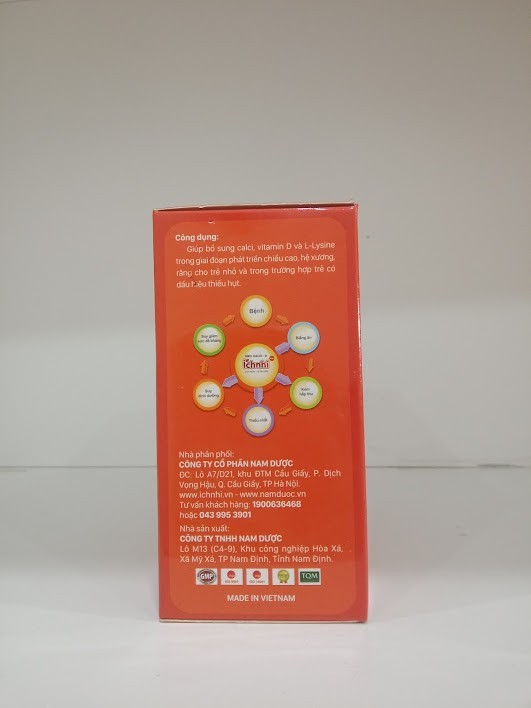 Công dụng:
Giúp bổ sung calci, vitamin D và L-Lysine
trong giai đoạn phát triển chiều cao, hệ xương,
răng cho trẻ nhỏ và trong trường hợp trẻ có
dấu hiệu thiếu hụt.
Bệnh
Suy giảm
sức đề kháng
Biếng ăn
ích nhi
Suy
dinh dưỡng
Giảm
hấp thu
Thiếu chất
Nhà phân phối:
CÔNG TY CỔ PHẦN NAM DƯỢC
ĐC: Lô A7/D21, khu ĐTM Cầu Giấy, P. Dịch
Vọng Hậu, Q. Cầu Giấy, TP Hà Nội.
www.ichnhi.vn - www.namduoc.vn
Tư vấn khách hàng: 1900636468
hoặc 043 995 3901
Nhà sản xuất:
CÔNG TY TNHH NAM DƯỢC
Lô M13 (C4-9), Khu công nghiệp Hòa Xá,
Xã Mỹ Xá, TP Nam Định, Tỉnh Nam Định.
GMP
TQM
MADE IN VIETNAM